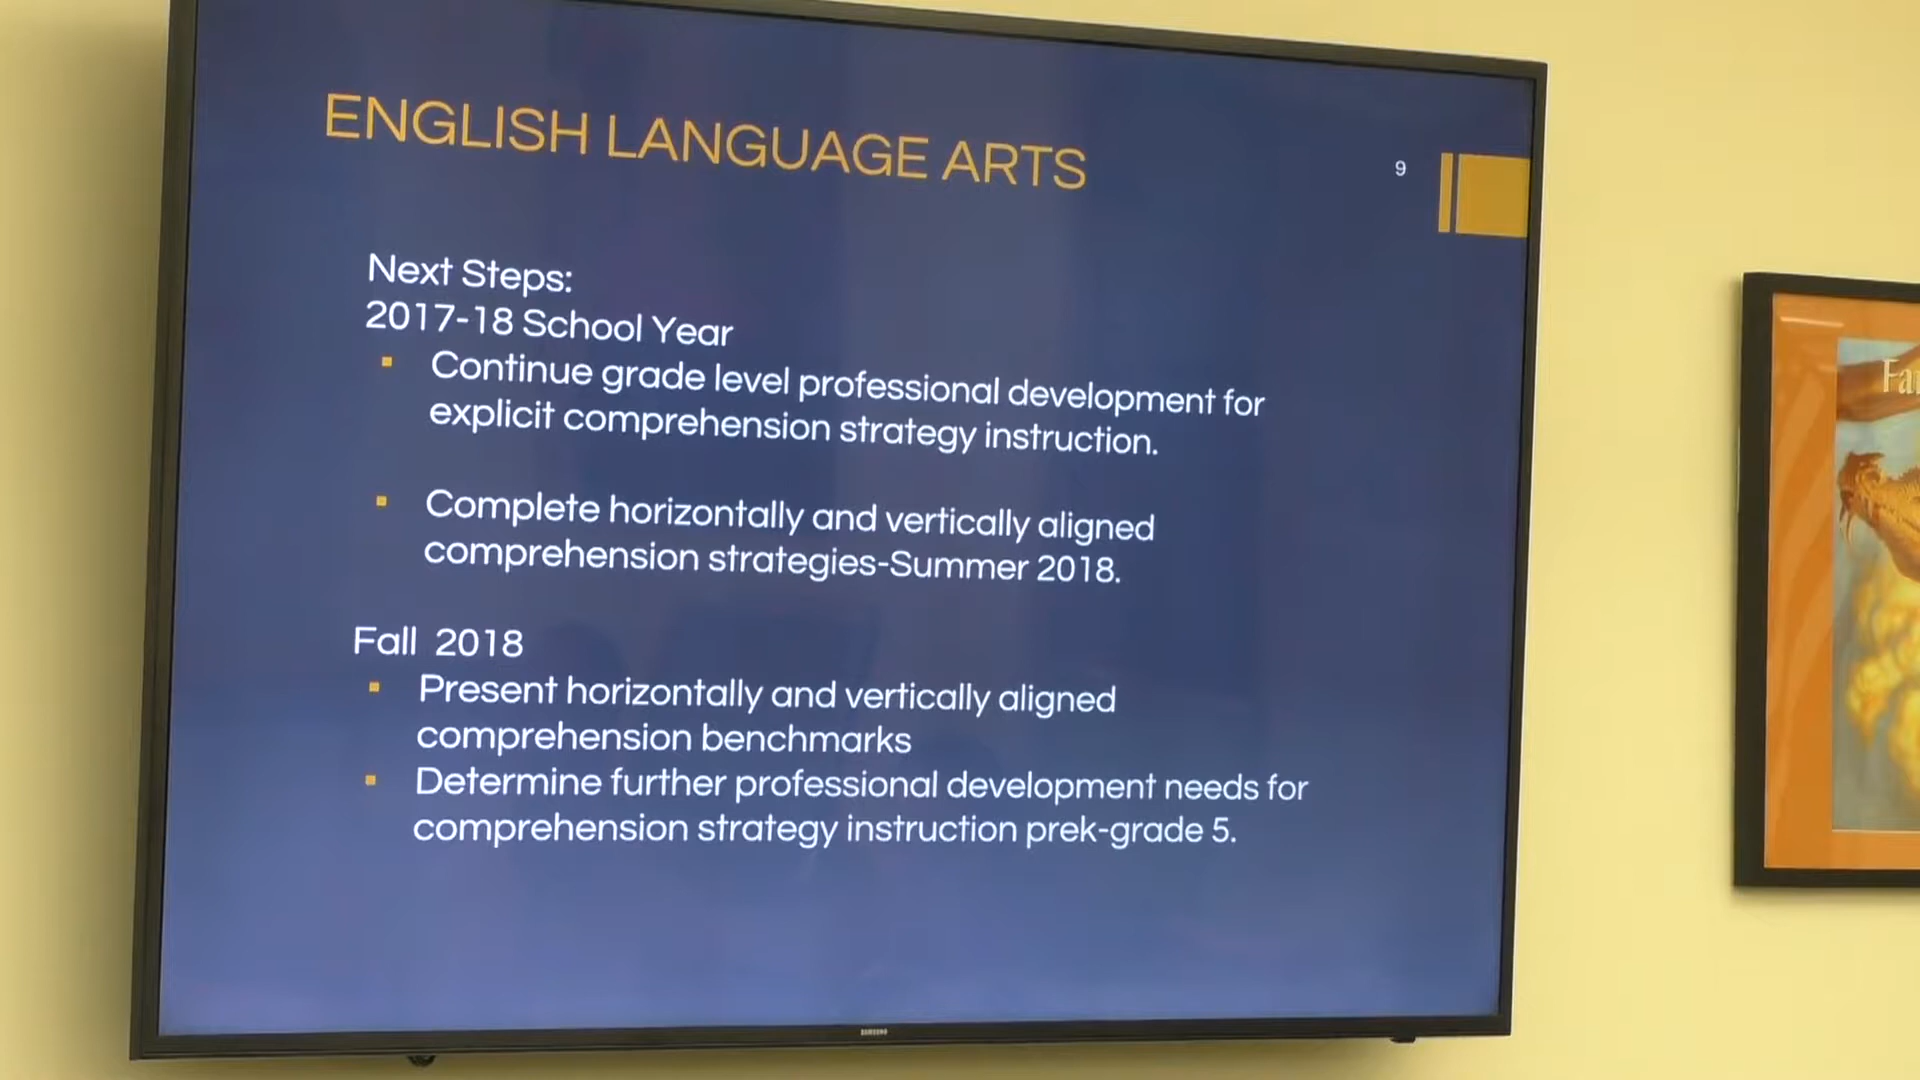 ENGLISH LANGUAGE ARTS
9
Next Steps:
2017-18 School Year
Continue grade level professional development for
explicit comprehension strategy instruction.
Complete horizontally and vertically aligned
comprehension strategies-Summer 2018.
Fall 2018
Present horizontally and vertically aligned
comprehension benchmarks
Determine further professional development needs for
comprehension strategy instruction prek-grade 5.
SAMSUNG